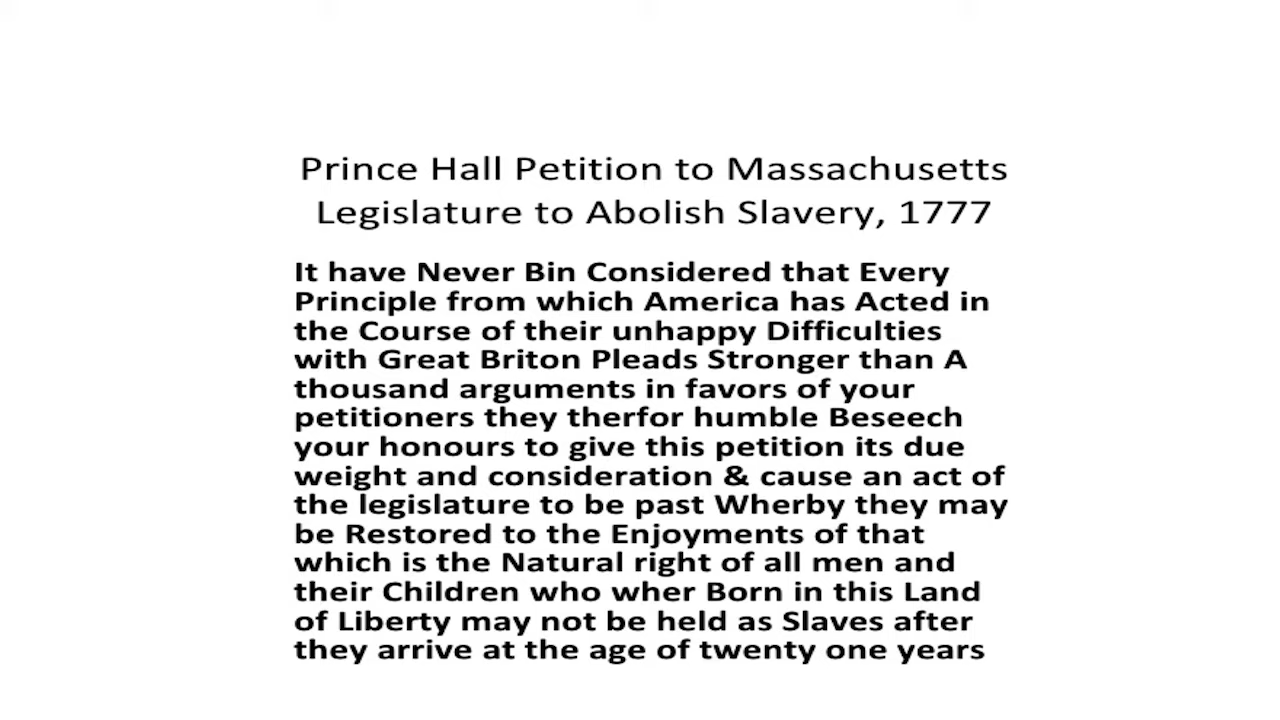 Prince Hall Petition to Massachusetts
Legislature to Abolish Slavery, 1777
It have Never Bin Considered that Every
Principle from which America has Acted in
the Course of their unhappy Difficulties
with Great Briton Pleads Stronger than A
thousand arguments in favors of your
petitioners they therfor humble Beseech
your honours to give this petition its due
weight and consideration & cause an act of
the legislature to be past Wherby they may
be Restored to the Enjoyments of that
which is the Natural right of all men and
their Children who wher Born in this Land
of Liberty may not be held as Slaves after
they arrive at the age of twenty one years